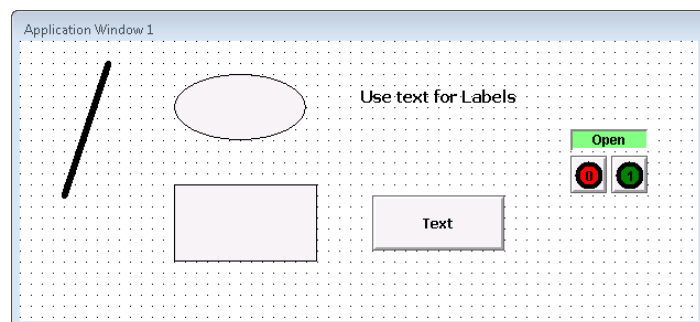 Application Window 1
Use text for Labels
Open
0 1
Text